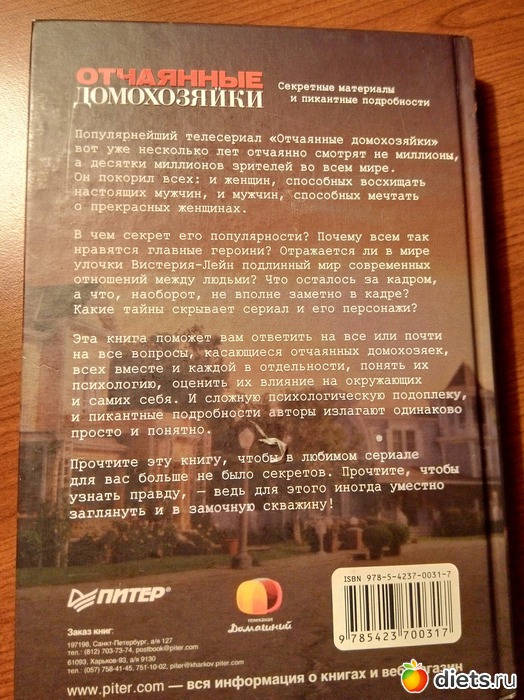 ОТЧАЯННЫЕ
ДОМОХОЗЯЙКИ
Секретные материалы
и пикантные подробности
Популярнейший телесериал «Отчаянные домохозяйки»
вот уже несколько лет отчаянно смотрят не миллионы,
а десятки миллионов зрителей во всем мире.
Он покорил всех: и женщин, способных восхищать
настоящих мужчин, и мужчин, способных мечтать
о прекрасных женщинах.
В чем секрет его популярности? Почему всем так
нравятся главные героини? Отражается ли в мире
улочки Вистерия-Лейн подлинный мир современных
отношений между людьми? Что осталось за кадром,
а что, наоборот, не вполне заметно в кадре?
Какие тайны скрывает сериал и его персонажи?
Эта книга поможет вам ответить на все или почти
на все вопросы, касающиеся отчаянных домохозяек,
всех вместе и каждой в отдельности, понять их
психологию, оценить их влияние на окружающих
и самих себя. И сложную психологическую подоплеку,
и пикантные подробности авторы излагают одинаково
просто и понятно.
Прочтите эту книгу, чтобы в любимом сериале
для вас больше не было секретов. Прочтите, чтобы
узнать правду, — ведь для этого иногда уместно
заглянуть и в замочную скважину!
ПИТЕР
телеканал
Домашний
ISBN 978-5-4237-0031-7
9 785423 700317
Заказ книг
197198, Санкт-Петербург, а/я 127
тел.: (812) 703-73-74, postbook@piter.com
61093, Харьков-93, а/я 9130
тел.: (057) 758-41-45, 751-10-02, piter@kharkov.piter.com
www.piter.com — вся информация о книгах и веб
газин
diets.ru